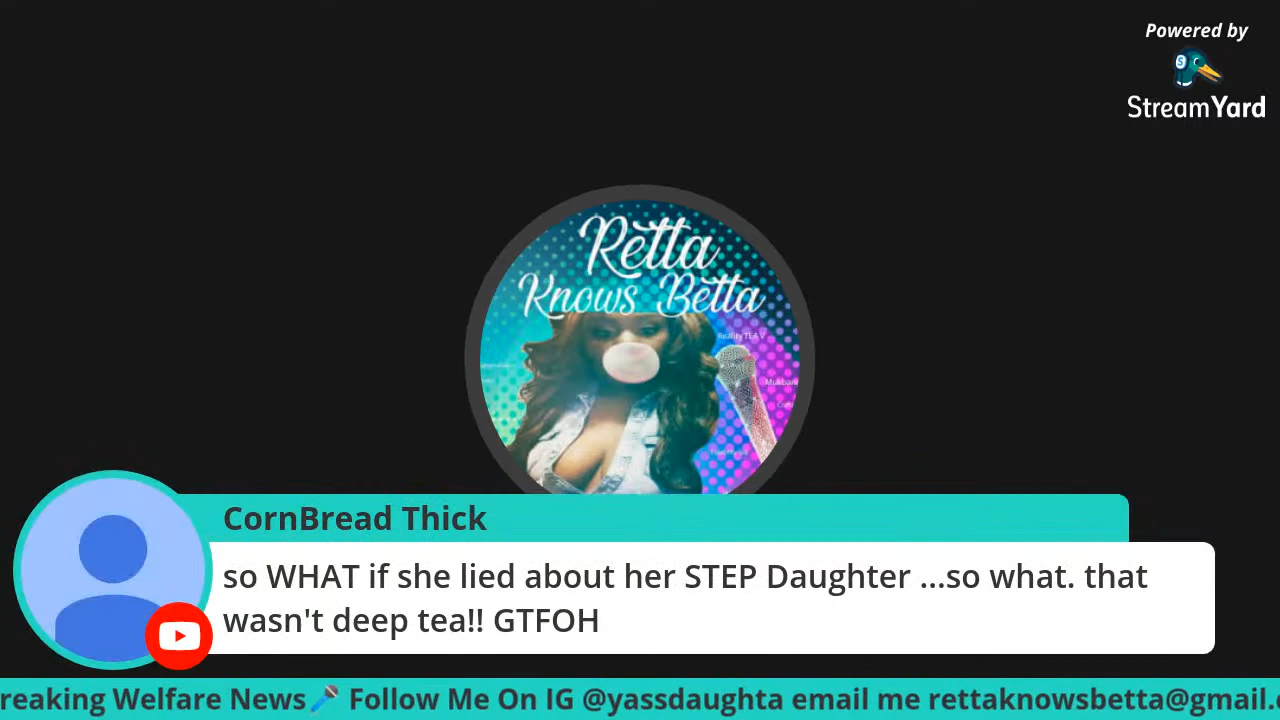 Powered by
StreamYard
Retta
Knows Betta
CornBread Thick
so WHAT if she lied about her STEP Daughter ...so what. that
wasn't deep tea!! GTFOH
reaking Welfare News🎤 Follow Me On IG @yassdaughta email me rettaknowsbetta@gmail.